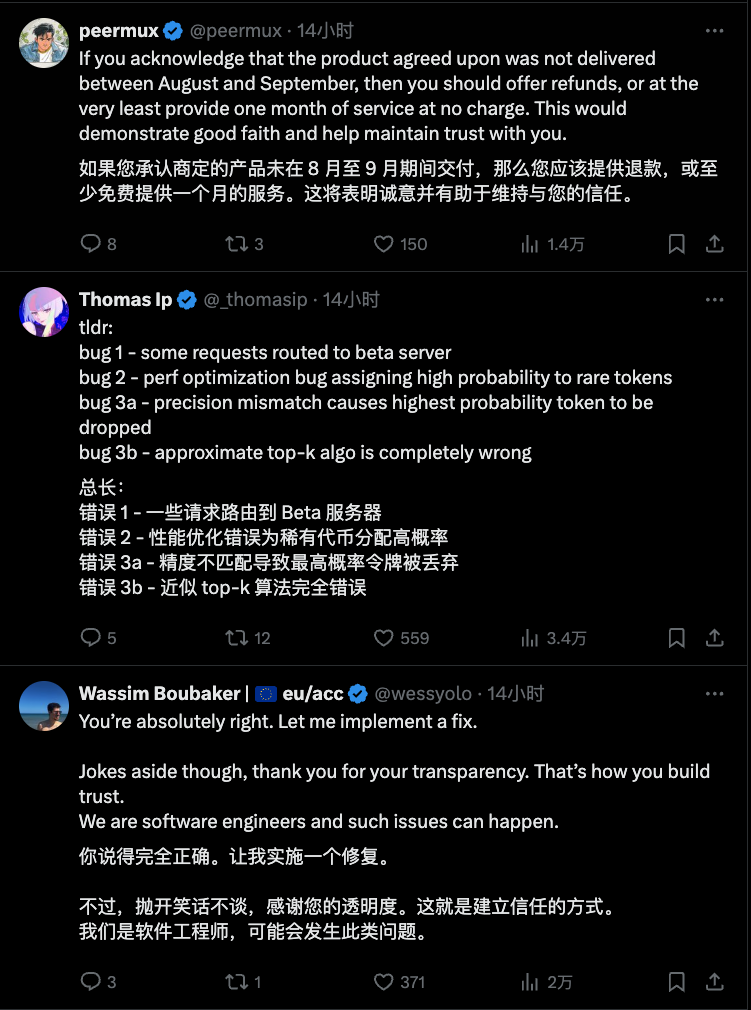 peermux @peermux · 14小时
If you acknowledge that the product agreed upon was not delivered
between August and September, then you should offer refunds, or at the
very least provide one month of service at no charge. This would
demonstrate good faith and help maintain trust with you.
如果您承认商定的产品未在 8 月至 9 月期间交付，那么您应该提供退款，或至
少免费提供一个月的服务。这将表明诚意并有助于维持与您的信任。
8 3 150 1.4万
Thomas Ip @_thomasip · 14小时
tldr:
bug 1 - some requests routed to beta server
bug 2 - perf optimization bug assigning high probability to rare tokens
bug 3a - precision mismatch causes highest probability token to be
dropped
bug 3b - approximate top-k algo is completely wrong
总长：
错误 1 - 一些请求路由到 Beta 服务器
错误 2 - 性能优化错误为稀有代币分配高概率
错误 3a - 精度不匹配导致最高概率令牌被丢弃
错误 3b - 近似 top-k 算法完全错误
5 12 559 3.4万
Wassim Boubaker | 🇪🇺 eu/acc @wessyolo · 14小时
You’re absolutely right. Let me implement a fix.
Jokes aside though, thank you for your transparency. That’s how you build
trust.
We are software engineers and such issues can happen.
你说得完全正确。让我实施一个修复。
不过，抛开笑话不谈，感谢您的透明度。这就是建立信任的方式。
我们是软件工程师，可能会发生此类问题。
3 1 371 2万